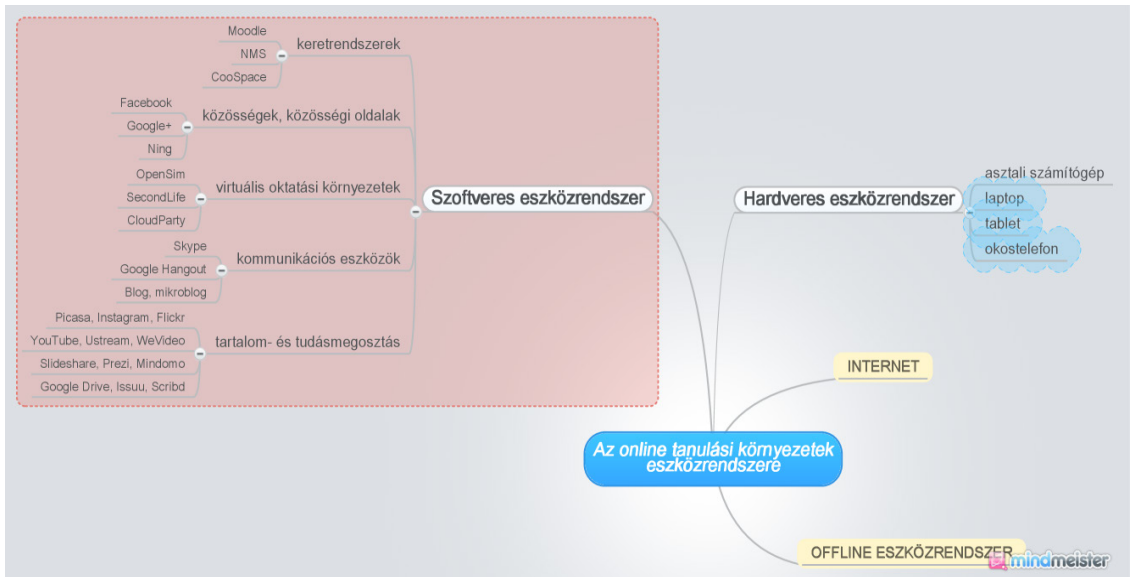 Moodle
NMS
CooSpace
keretrendszerek
Facebook
Google+
Ning
közösségek, közösségi oldalak
OpenSim
SecondLife
CloudParty
virtuális oktatási környezetek
Skype
Google Hangout
Blog, mikroblog
kommunikációs eszközök
Picasa, Instagram, Flickr
YouTube, Ustream, WeVideo
Slideshare, Prezi, Mindomo
Google Drive, Issuu, Scribd
tartalom- és tudásmegosztás
Szoftveres eszközrendszer
Hardveres eszközrendszer
asztali számítógép
laptop
tablet
okostelefon
INTERNET
Az online tanulási környezetek
eszközrendszere
OFFLINE ESZKÖZRENDSZER
mindmeister